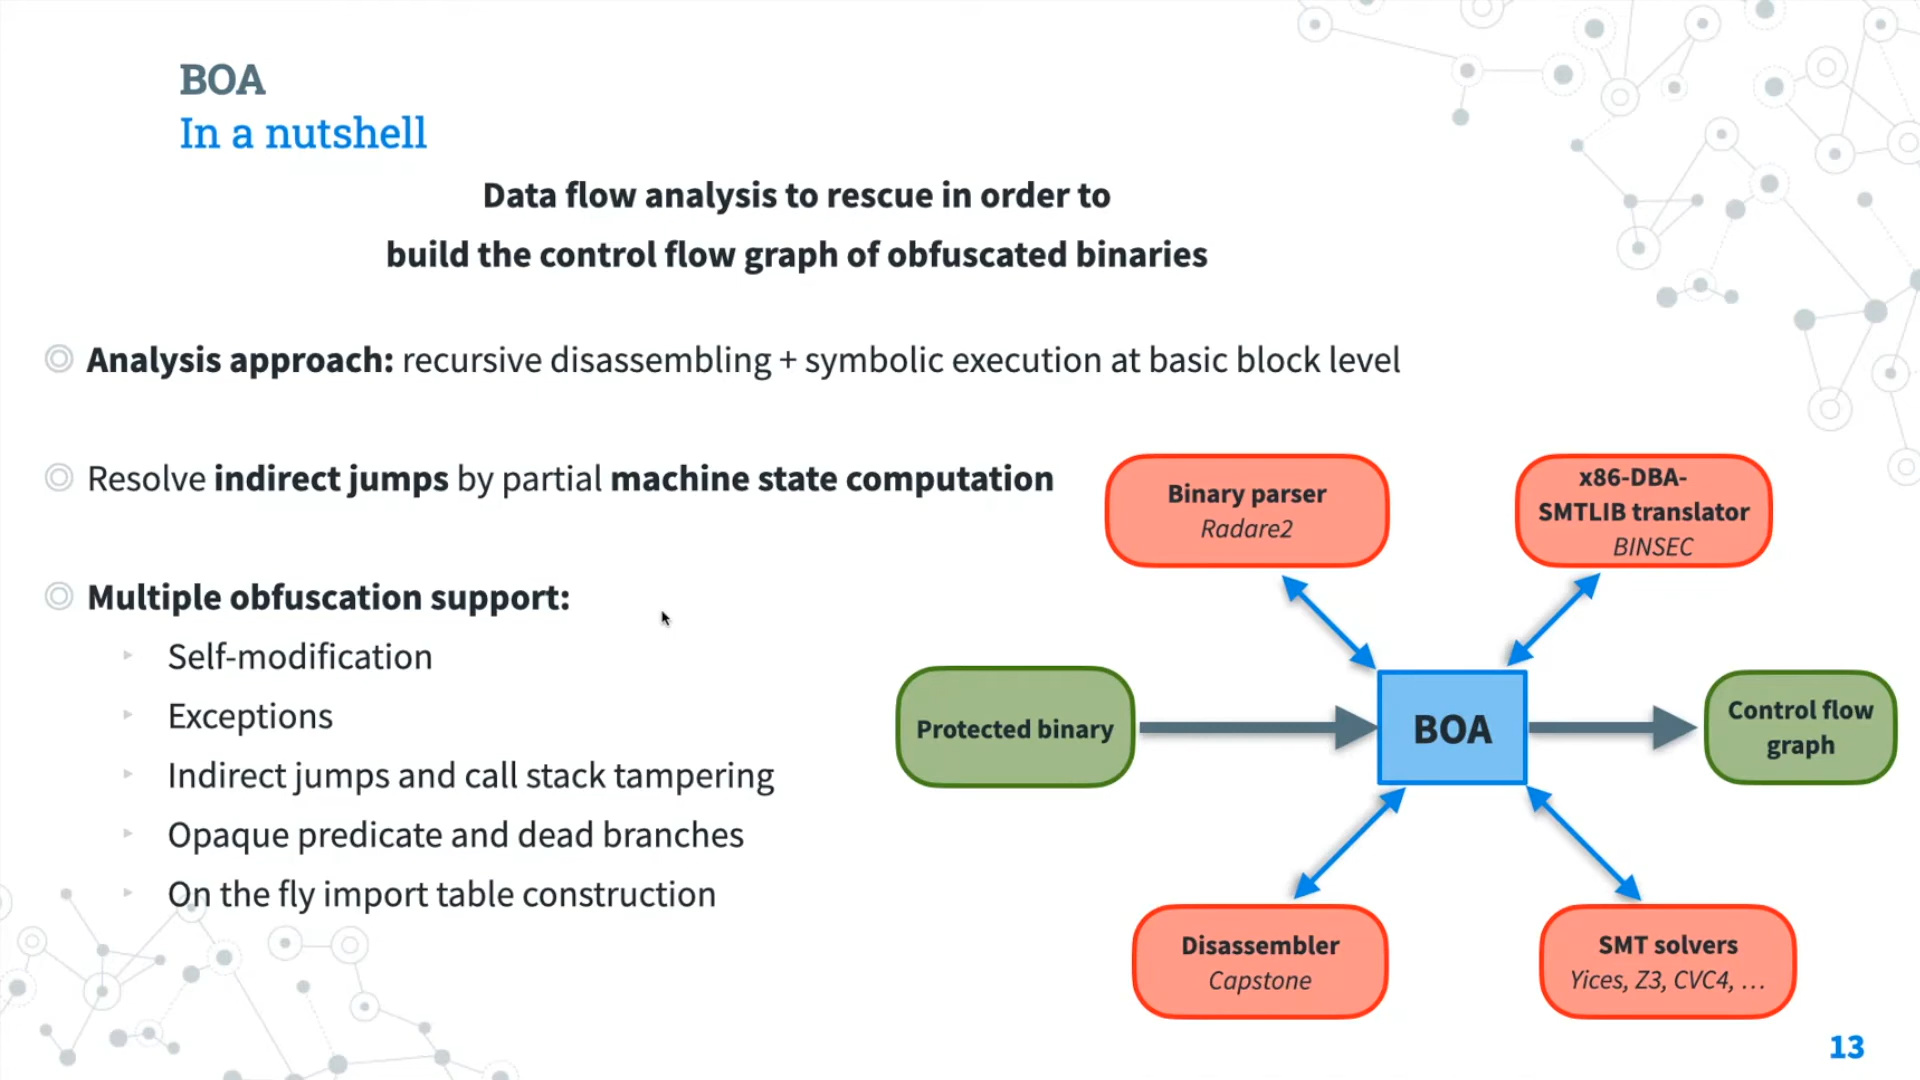 BOA
In a nutshell
Data flow analysis to rescue in order to
build the control flow graph of obfuscated binaries
Analysis approach: recursive disassembling + symbolic execution at basic block level
Resolve indirect jumps by partial machine state computation
Multiple obfuscation support:
Self-modification
Exceptions
Indirect jumps and call stack tampering
Opaque predicate and dead branches
On the fly import table construction
Binary parser
Radare2
x86-DBA-
SMTLIB translator
BINSEC
Protected binary
BOA
Control flow
graph
Disassembler
Capstone
SMT solvers
Yices, Z3, CVC4, …
13